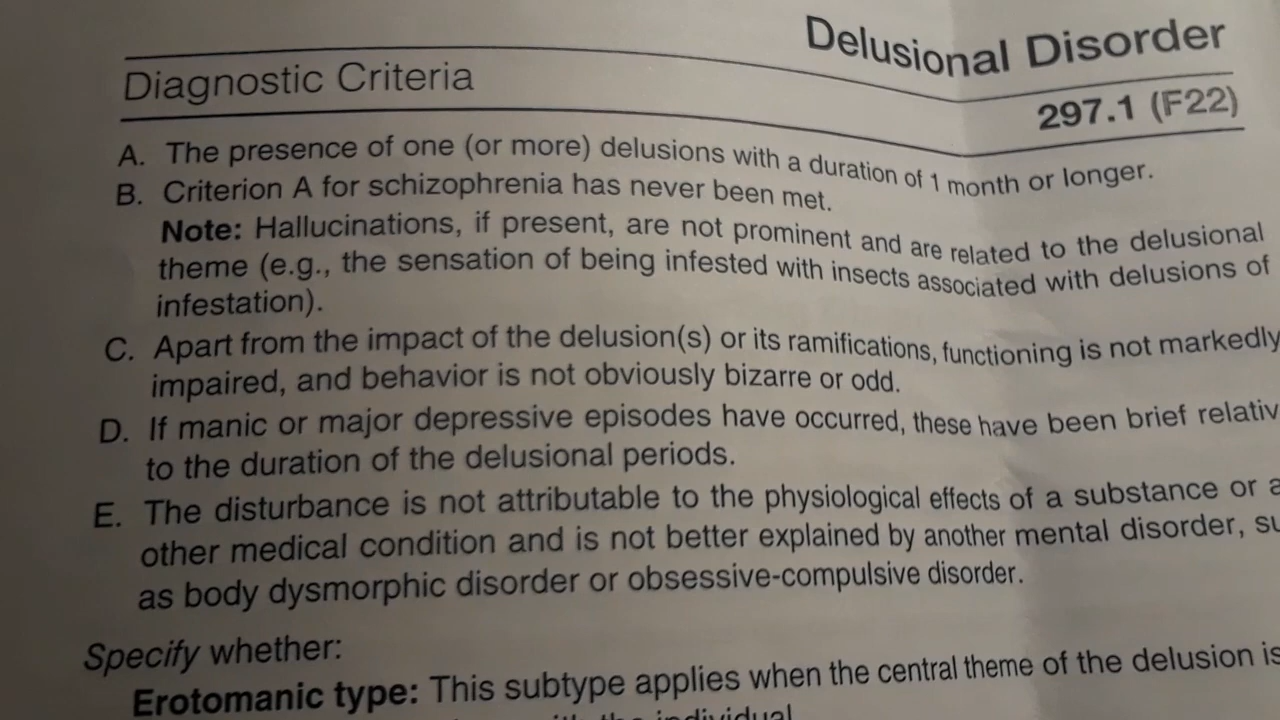 Delusional Disorder
Diagnostic Criteria
297.1 (F22)
A. The presence of one (or more) delusions with a duration of 1 month or longer.
B. Criterion A for schizophrenia has never been met.
Note: Hallucinations, if present, are not prominent and are related to the delusional
theme (e.g., the sensation of being infested with insects associated with delusions of
infestation).
C. Apart from the impact of the delusion(s) or its ramifications, functioning is not markedly
impaired, and behavior is not obviously bizarre or odd.
D. If manic or major depressive episodes have occurred, these have been brief relativ
to the duration of the delusional periods.
E. The disturbance is not attributable to the physiological effects of a substance or a
other medical condition and is not better explained by another mental disorder, su
as body dysmorphic disorder or obsessive-compulsive disorder.
Specify whether:
Erotomanic type: This subtype applies when the central theme of the delusion is
with the individual